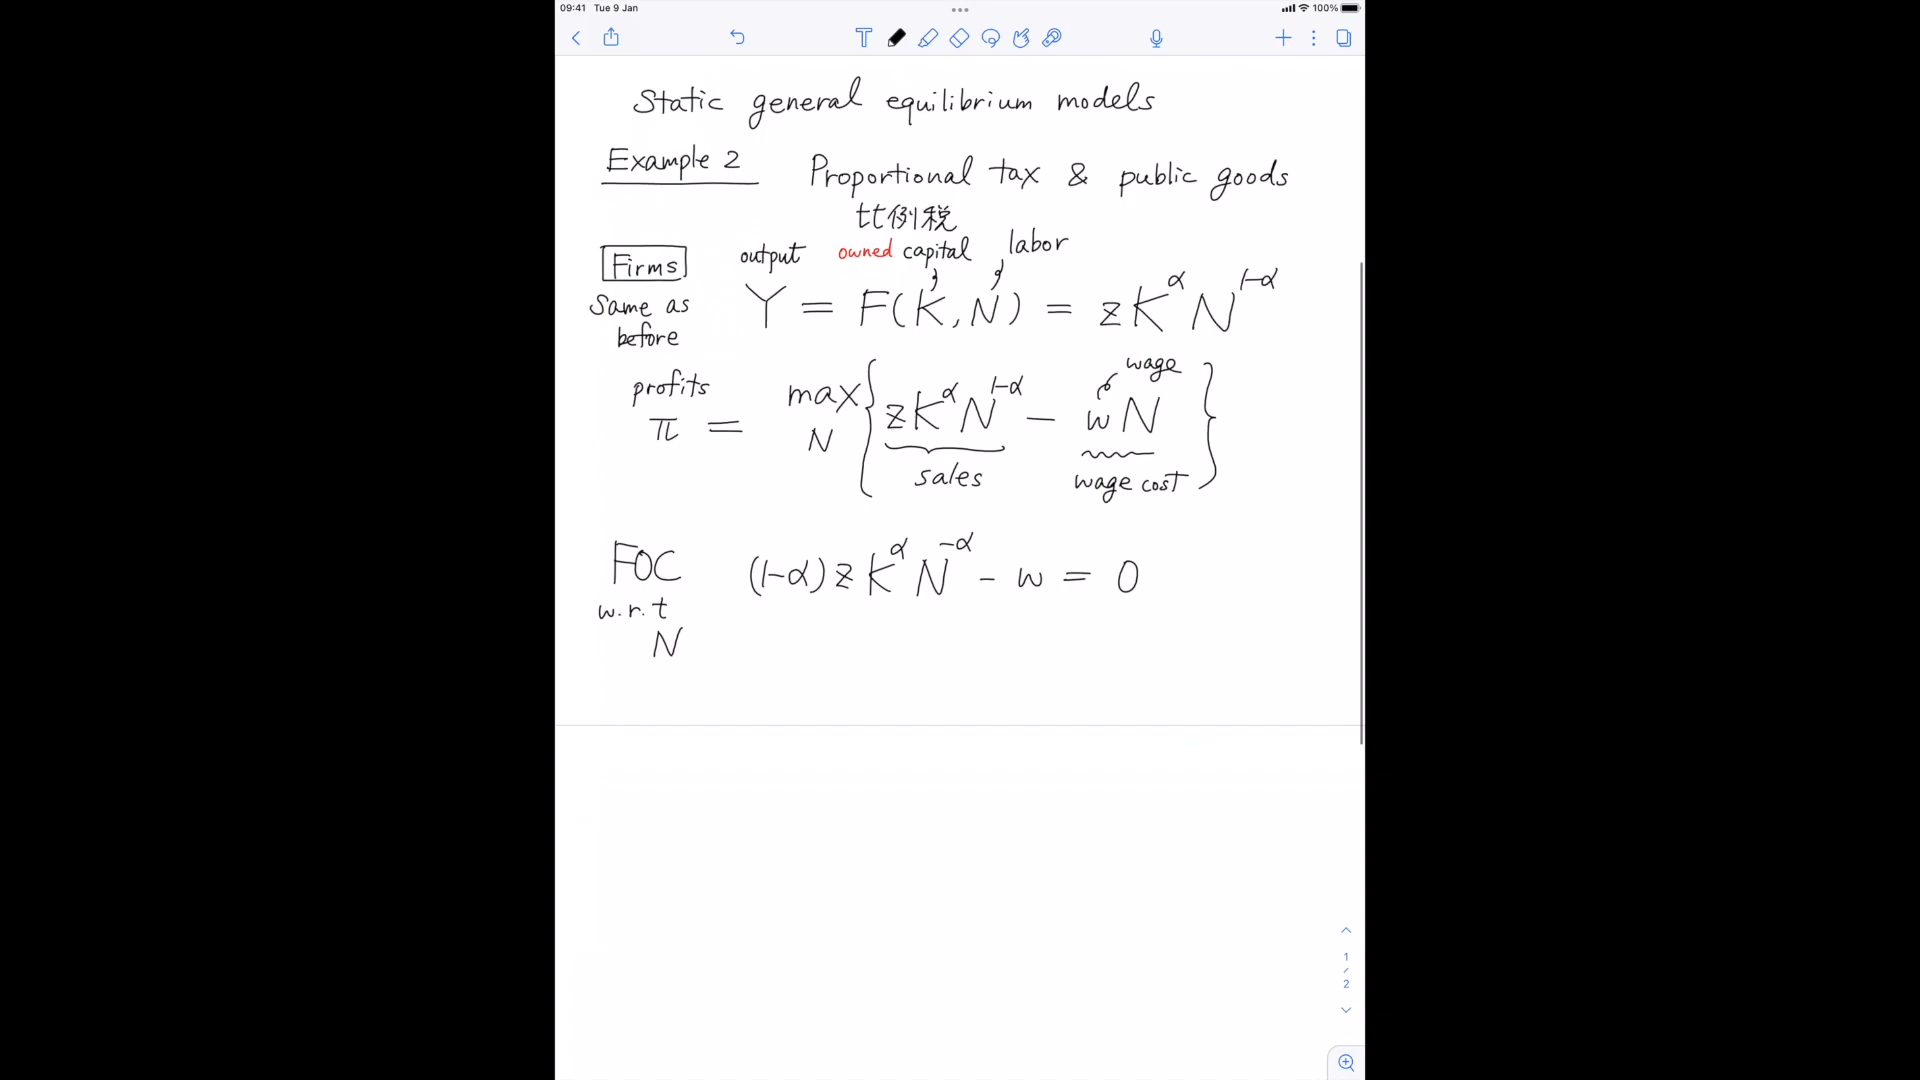 09:41 Tue 9 Jan 100%
Static general equilibrium models
Example 2 Proportional tax & public goods
比例税
Firms output owned capital labor
Same as before
Y = F(K, N) = zK^α N^{1-α}
profits wage
π = max_N { zK^α N^{1-α} - wN }
sales wage cost
FOC (1-α) z K^α N^{-α} - w = 0
w.r.t
N
1
/
2